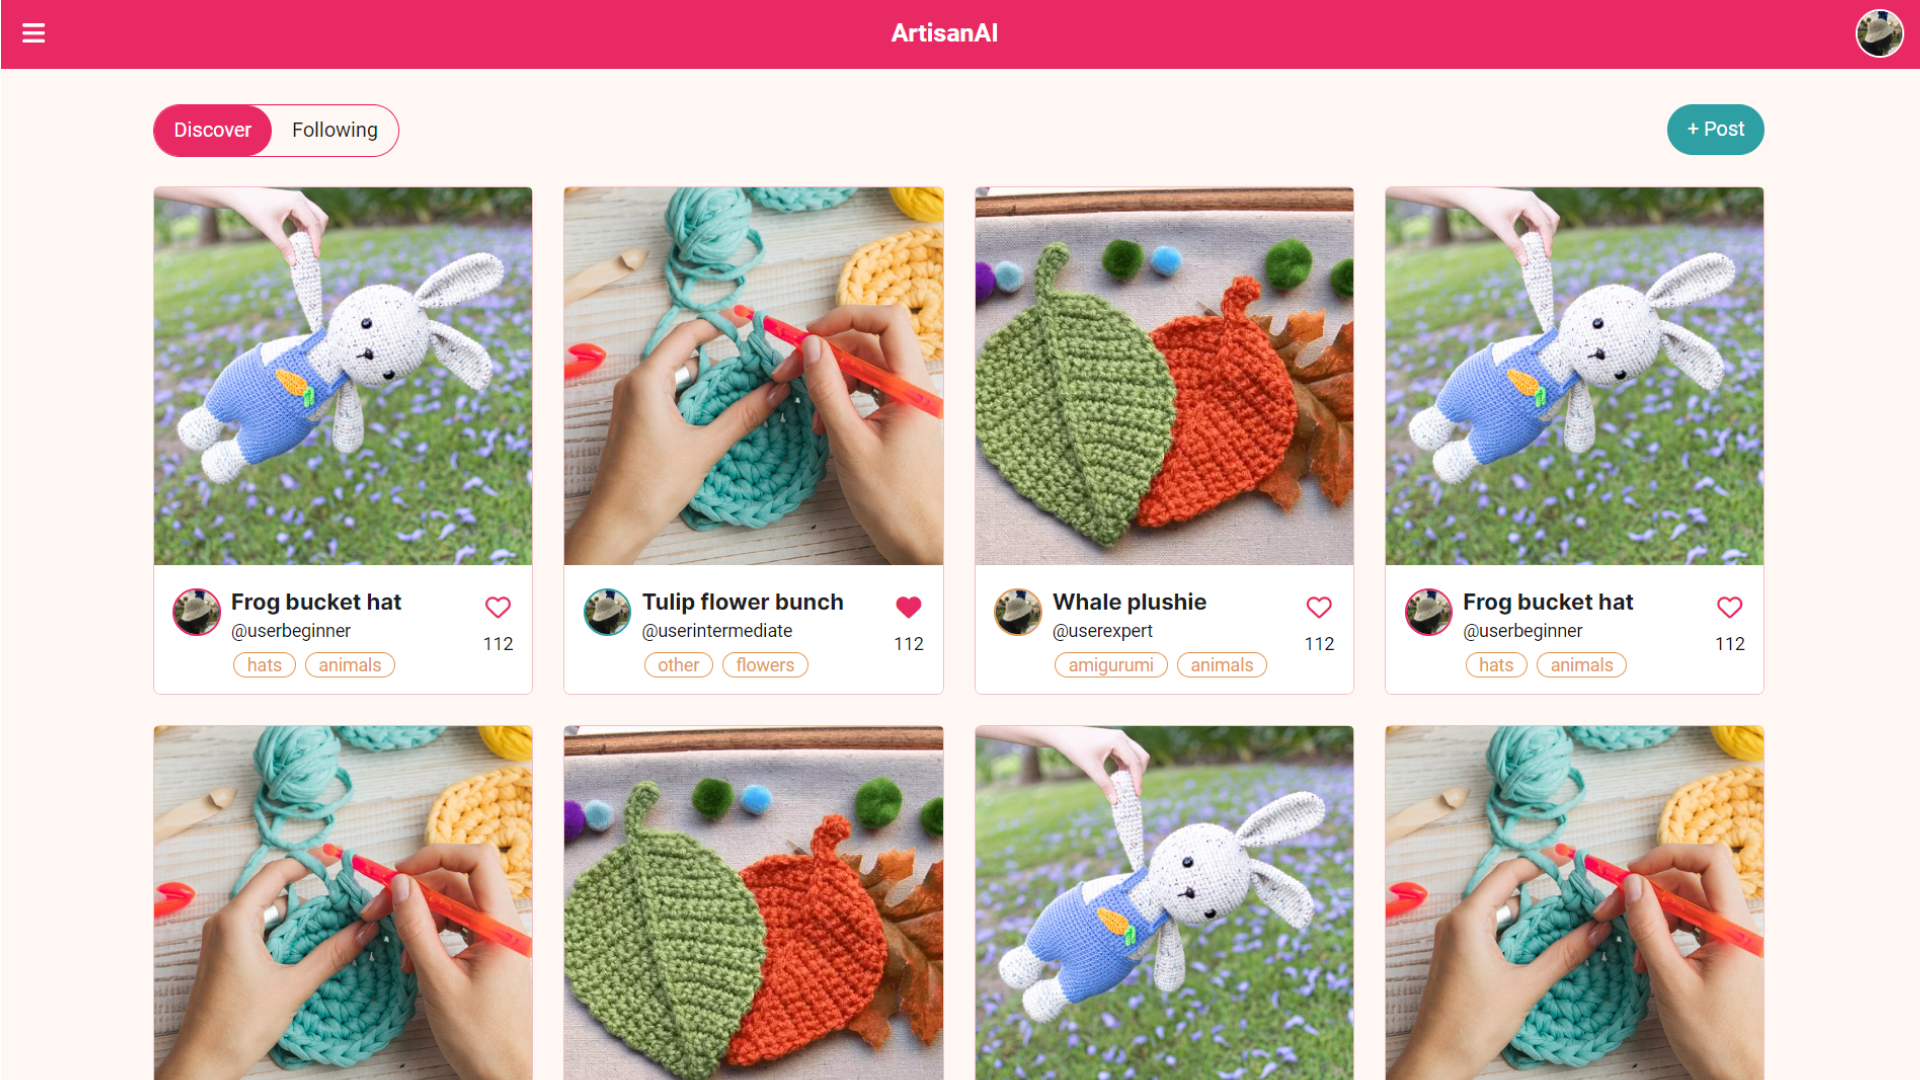 ArtisanAI
Discover
Following
+ Post
Frog bucket hat
@userbeginner
112
hats
animals
Tulip flower bunch
@userintermediate
112
other
flowers
Whale plushie
@userexpert
112
amigurumi
animals
Frog bucket hat
@userbeginner
112
hats
animals